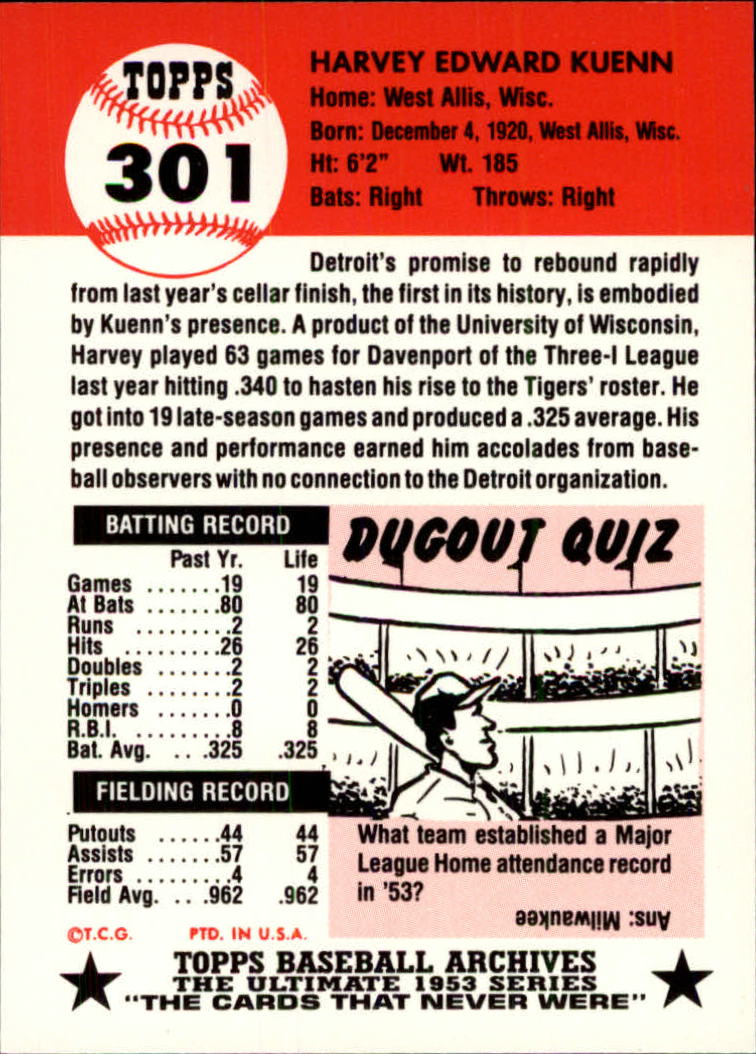 TOPPS
301
HARVEY EDWARD KUENN
Home: West Allis, Wisc.
Born: December 4, 1920, West Allis, Wisc.
Ht: 6'2" Wt. 185
Bats: Right Throws: Right
Detroit's promise to rebound rapidly
from last year's cellar finish, the first in its history, is embodied
by Kuenn's presence. A product of the University of Wisconsin,
Harvey played 63 games for Davenport of the Three-I League
last year hitting .340 to hasten his rise to the Tigers' roster. He
got into 19 late-season games and produced a .325 average. His
presence and performance earned him accolades from base-
ball observers with no connection to the Detroit organization.
BATTING RECORD
Past Yr. Life
Games .......19 19
At Bats .......80 80
Runs .........2 2
Hits .........26 26
Doubles .......2 2
Triples ........2 2
Homers .......0 0
R.B.I. .........8 8
Bat. Avg. ... .325 .325
FIELDING RECORD
Putouts ......44 44
Assists .......57 57
Errors .........4 4
Field Avg. ... .962 .962
DUGOUT QUIZ
What team established a Major
League Home attendance record
in '53?
Ans: Milwaukee
©T.C.G. PTD. IN U.S.A.
TOPPS BASEBALL ARCHIVES
THE ULTIMATE 1953 SERIES
"THE CARDS THAT NEVER WERE"